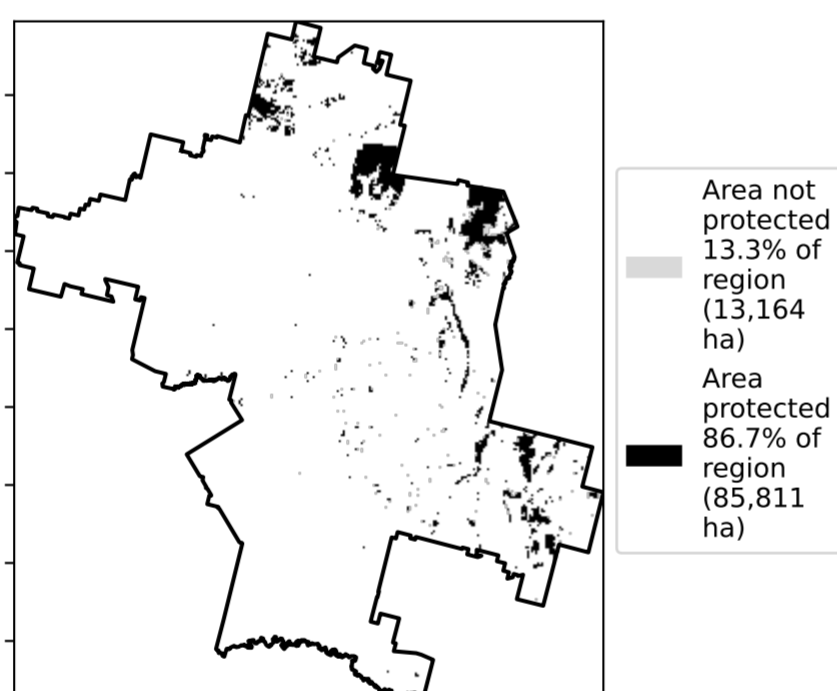 Area not
protected
13.3% of
region
(13,164
ha)
Area
protected
86.7% of
region
(85,811
ha)